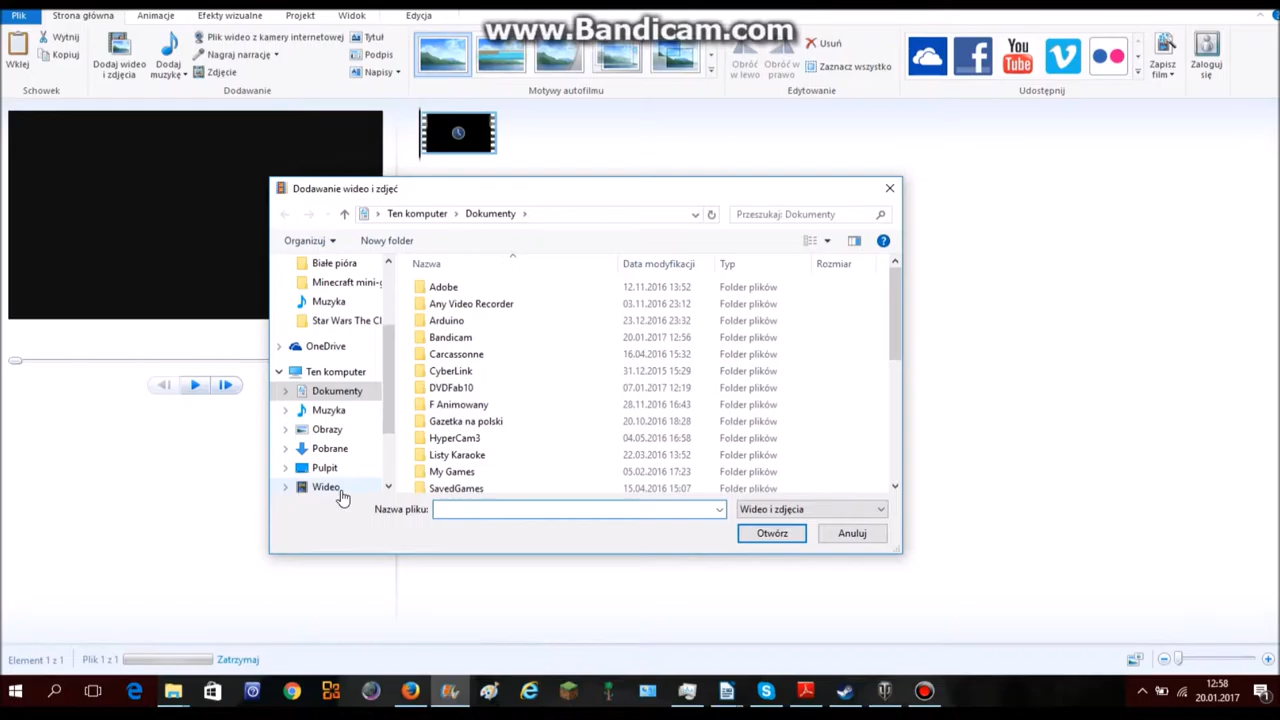 www.Bandicam.com
Plik
Strona główna
Animacje
Efekty wizualne
Projekt
Widok
Edycja
Wklej
Wytnij
Kopiuj
Schowek
Dodaj wideo
i zdjęcia
Dodaj
muzykę
Plik wideo z kamery internetowej
Nagraj narrację
Zdjęcie
Tytuł
Podpis
Napisy
Dodawanie
Motywy autofilmu
Obróć
w lewo
Obróć w
prawo
Usuń
Zaznacz wszystko
Edytowanie
You
Tube
Udostępnij
Zapisz
film
Zaloguj
się
Dodawanie wideo i zdjęć
Ten komputer
Dokumenty
Przeszukaj: Dokumenty
Organizuj
Nowy folder
Białe pióra
Minecraft mini-g
Muzyka
Star Wars The Cl
OneDrive
Ten komputer
Dokumenty
Muzyka
Obrazy
Pobrane
Pulpit
Wideo
Nazwa Data modyfikacji Typ Rozmiar
Adobe 12.11.2016 13:52 Folder plików
Any Video Recorder 03.11.2016 23:12 Folder plików
Arduino 23.12.2016 23:32 Folder plików
Bandicam 20.01.2017 12:56 Folder plików
Carcassonne 16.04.2016 15:32 Folder plików
CyberLink 31.12.2015 15:29 Folder plików
DVDFab10 07.01.2017 12:19 Folder plików
F Animowany 28.11.2016 16:43 Folder plików
Gazetka na polski 20.10.2016 18:28 Folder plików
HyperCam3 04.05.2016 16:58 Folder plików
Listy Karaoke 22.03.2016 13:52 Folder plików
My Games 05.02.2016 17:23 Folder plików
SavedGames 15.04.2016 15:07 Folder plików
Nazwa pliku:
Wideo i zdjęcia
Otwórz
Anuluj
Element 1 z 1
Plik 1 z 1
Zatrzymaj
12:58
20.01.2017